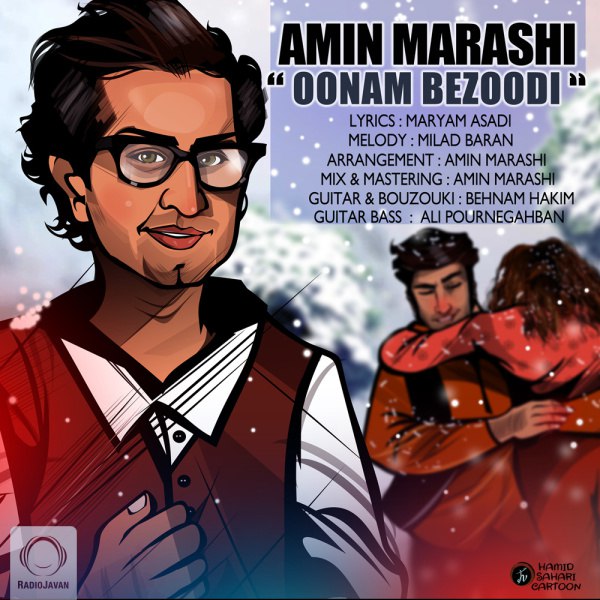 AMIN MARASHI
“ OONAM BEZOODI ”
LYRICS : MARYAM ASADI
MELODY : MILAD BARAN
ARRANGEMENT : AMIN MARASHI
MIX & MASTERING : AMIN MARASHI
GUITAR & BOUZOUKI : BEHNAM HAKIM
GUITAR BASS : ALI POURNEGAHBAN
RADIOJAVAN
HAMID
SAHARI
CARTOON